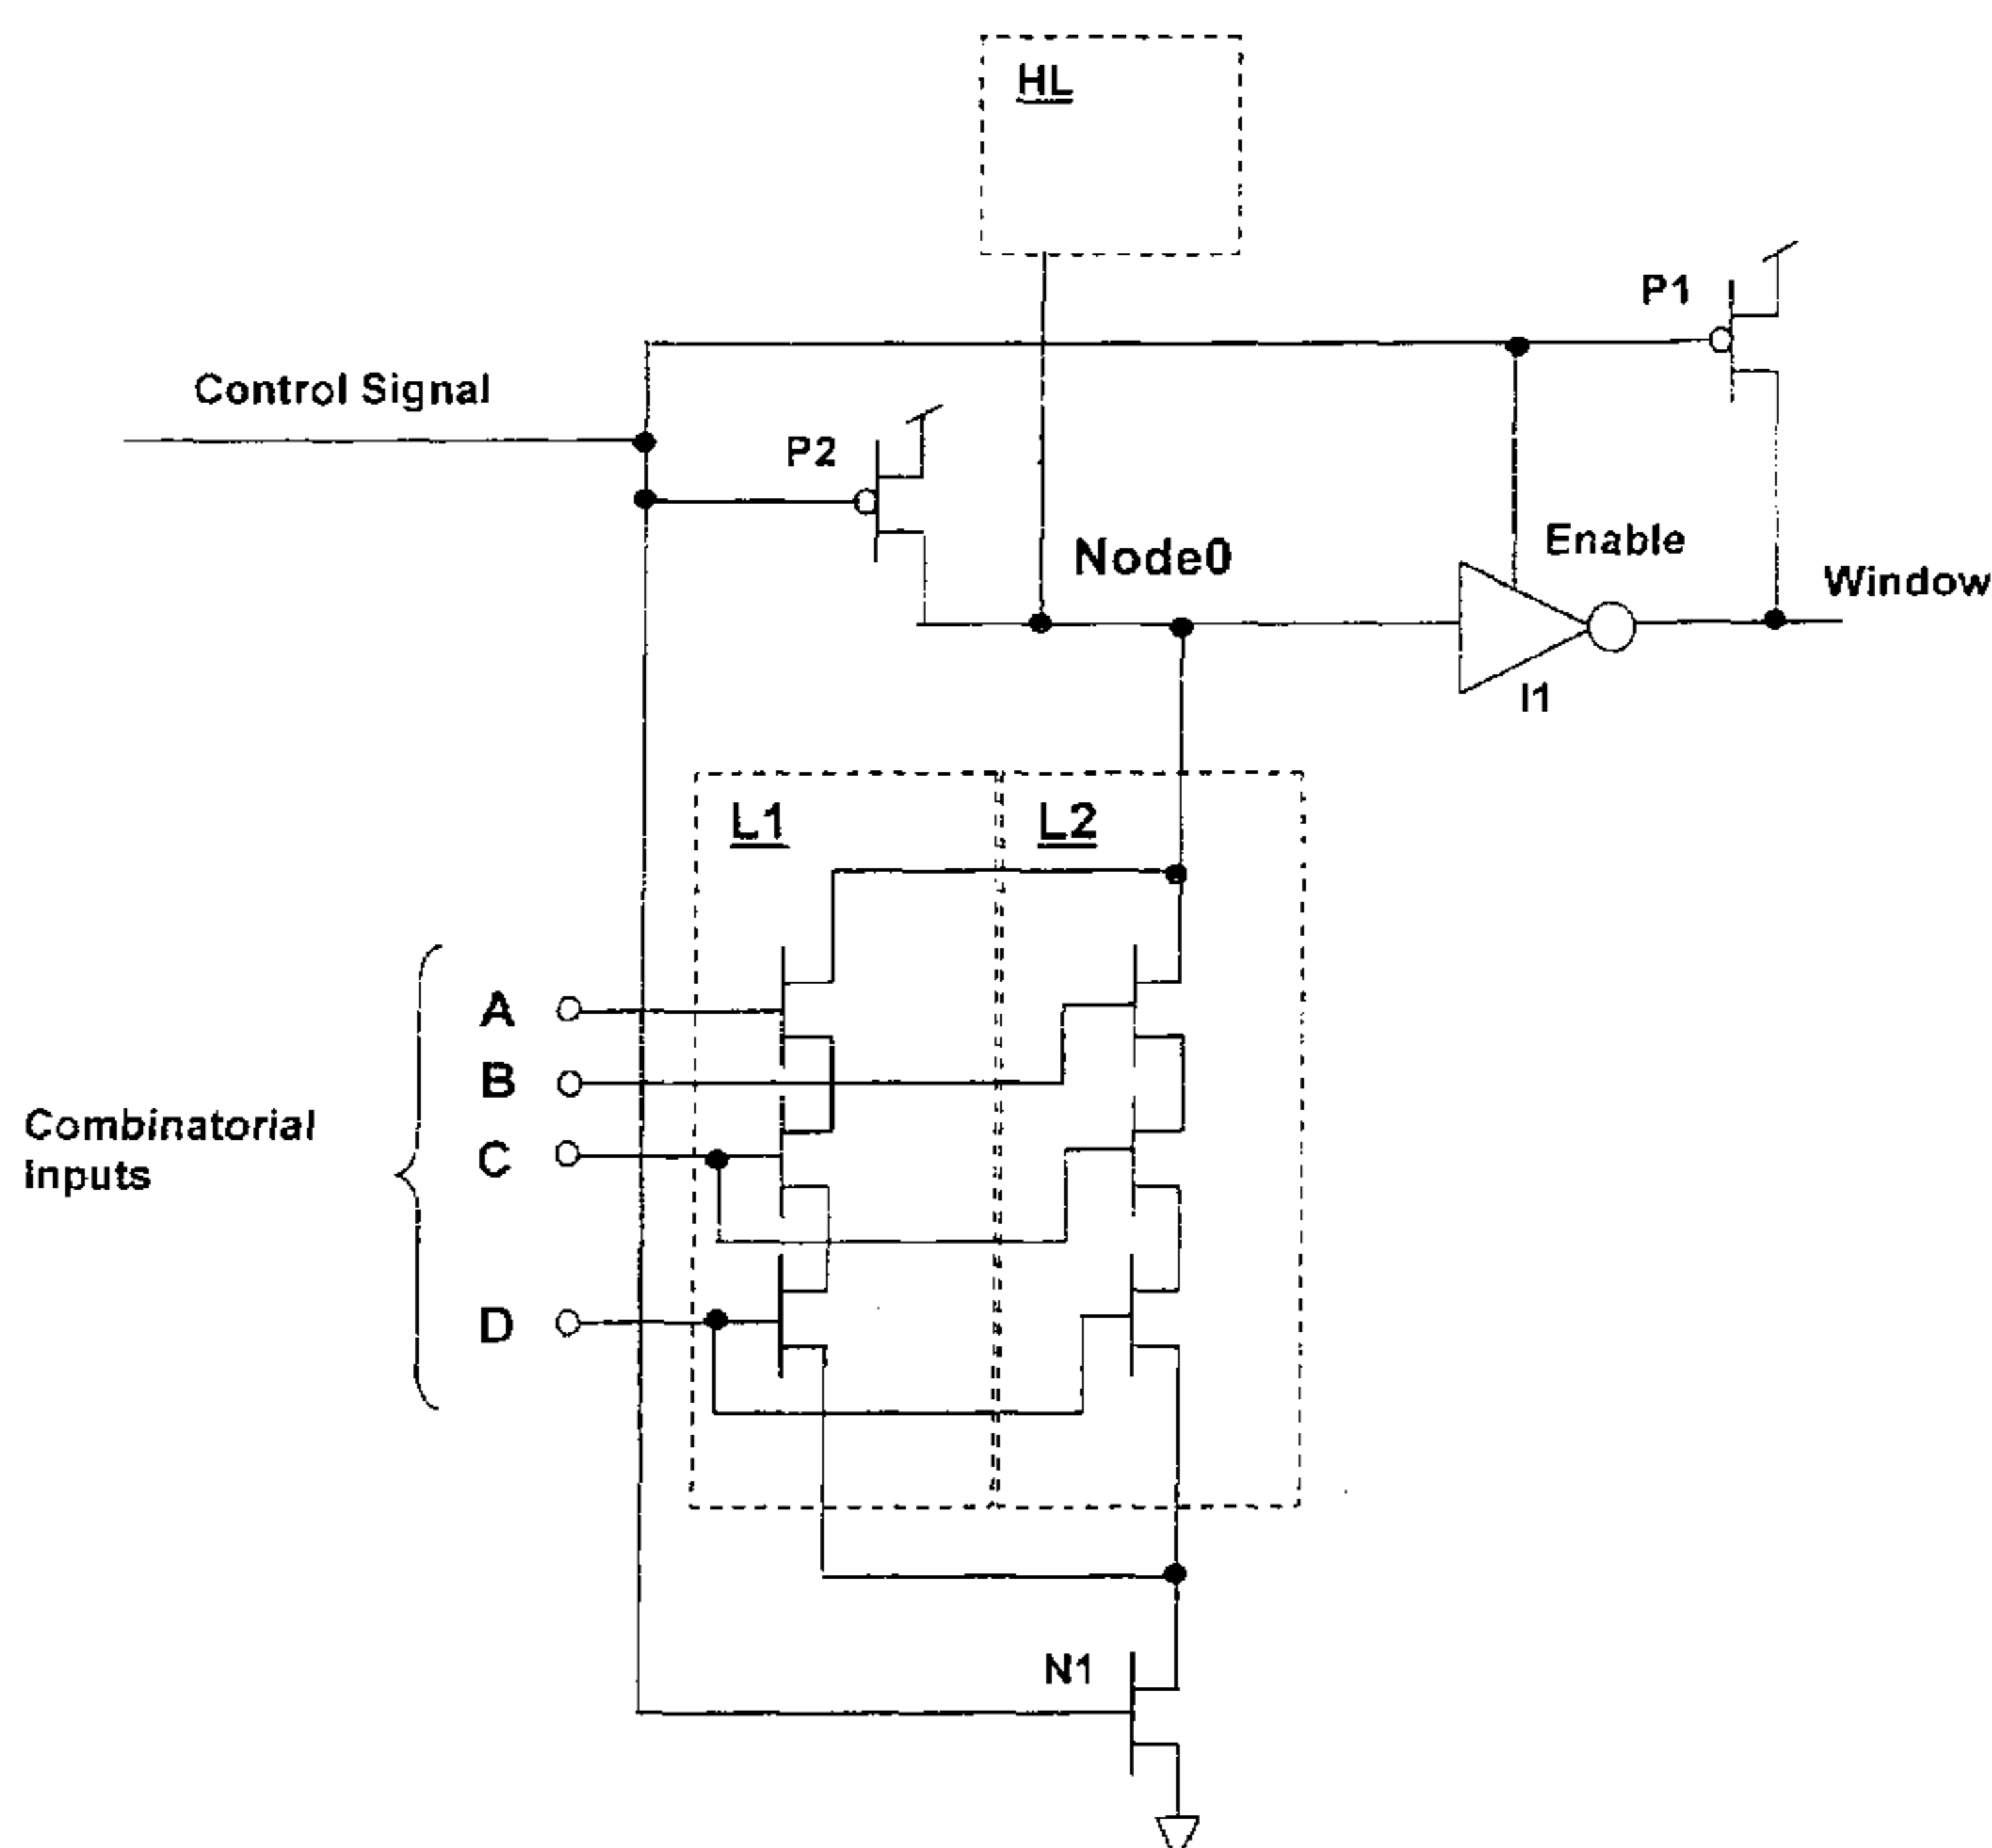 HL
P1
Control Signal
P2
Node0
Enable
Window
I1
L1
L2
A
B
Combinatorial
Inputs
C
D
N1